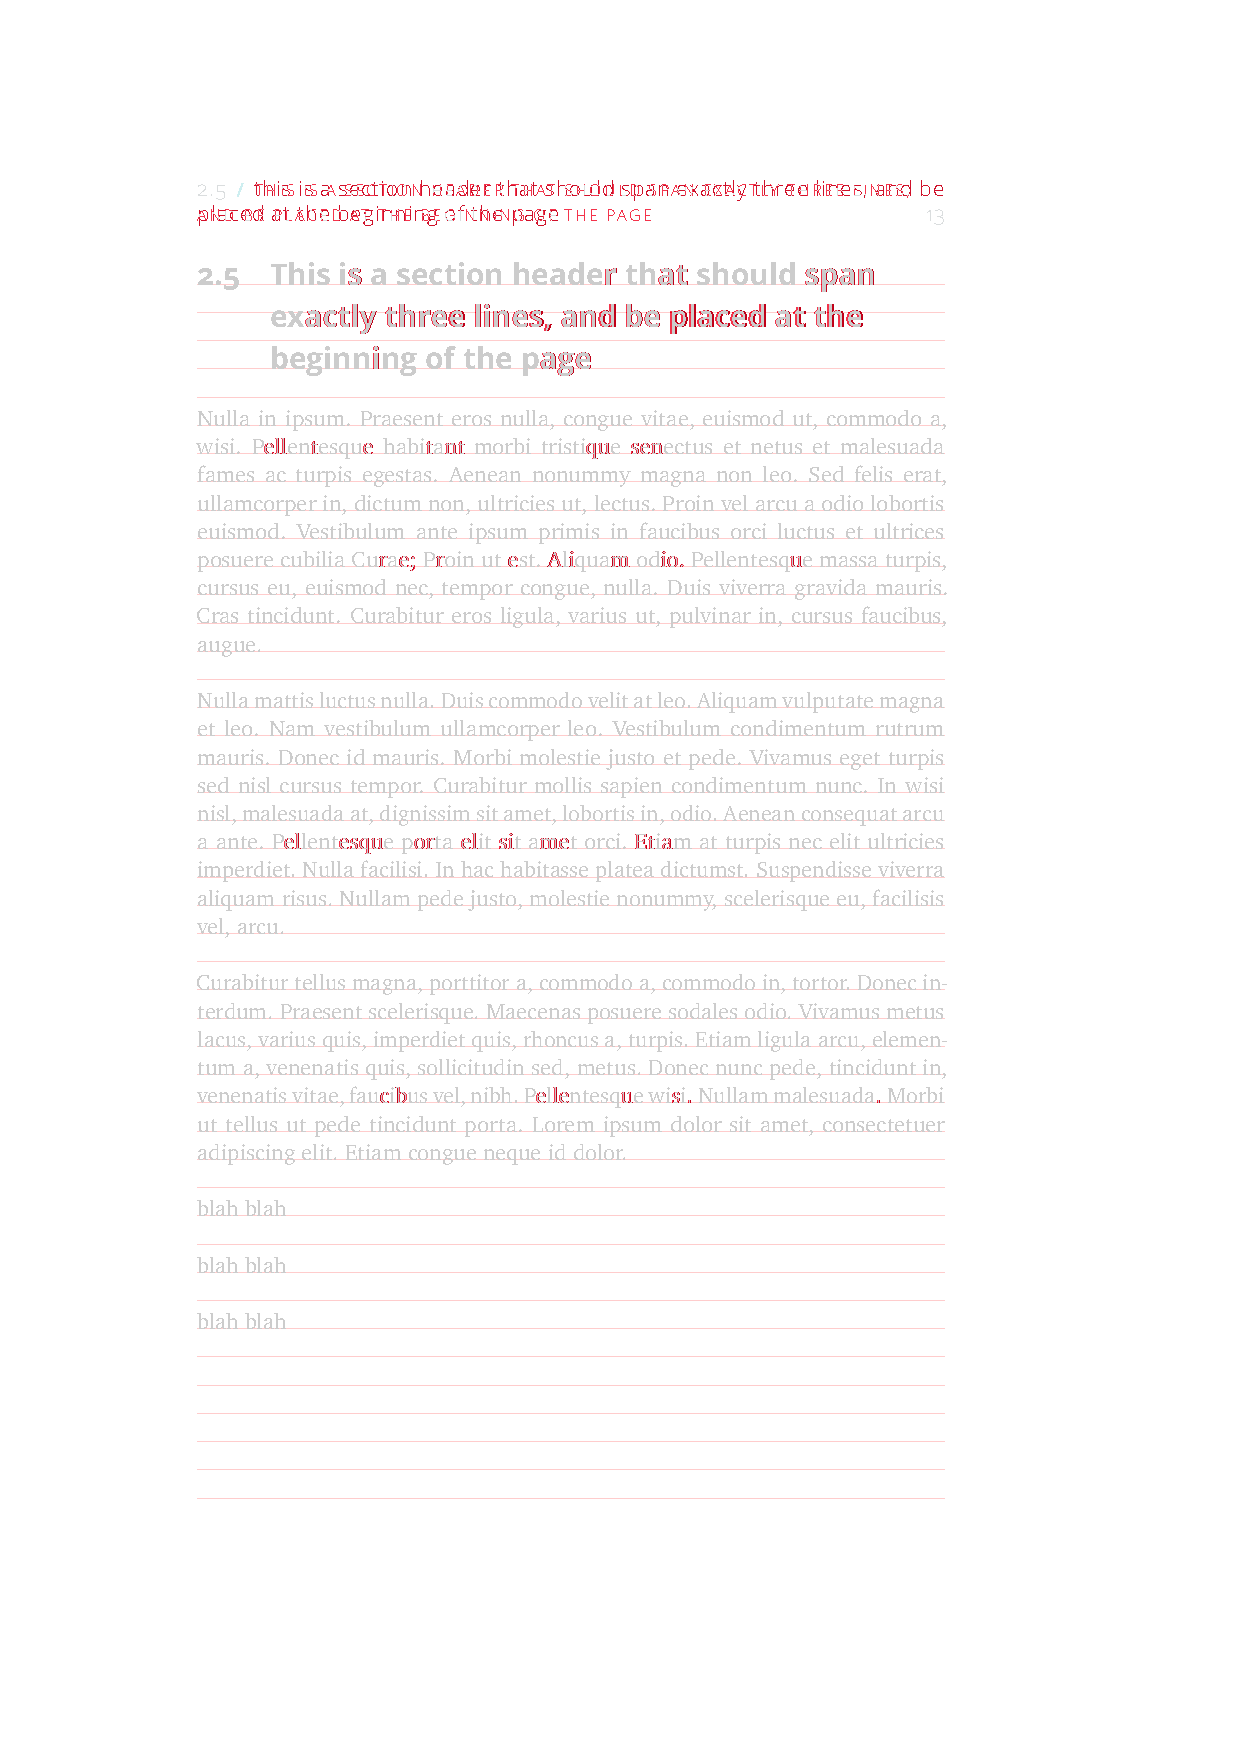 2.5 / this is a section header that should span exactly three lines, and be
placed at the beginning of the page THE PAGE 13
2.5 This is a section header that should span
exactly three lines, and be placed at the
beginning of the page
Nulla in ipsum. Praesent eros nulla, congue vitae, euismod ut, commodo a,
wisi. Pellentesque habitant morbi tristique senectus et netus et malesuada
fames ac turpis egestas. Aenean nonummy magna non leo. Sed felis erat,
ullamcorper in, dictum non, ultricies ut, lectus. Proin vel arcu a odio lobortis
euismod. Vestibulum ante ipsum primis in faucibus orci luctus et ultrices
posuere cubilia Curae; Proin ut est. Aliquam odio. Pellentesque massa turpis,
cursus eu, euismod nec, tempor congue, nulla. Duis viverra gravida mauris.
Cras tincidunt. Curabitur eros ligula, varius ut, pulvinar in, cursus faucibus,
augue.
Nulla mattis luctus nulla. Duis commodo velit at leo. Aliquam vulputate magna
et leo. Nam vestibulum ullamcorper leo. Vestibulum condimentum rutrum
mauris. Donec id mauris. Morbi molestie justo et pede. Vivamus eget turpis
sed nisl cursus tempor. Curabitur mollis sapien condimentum nunc. In wisi
nisl, malesuada at, dignissim sit amet, lobortis in, odio. Aenean consequat arcu
a ante. Pellentesque porta elit sit amet orci. Etiam at turpis nec elit ultricies
imperdiet. Nulla facilisi. In hac habitasse platea dictumst. Suspendisse viverra
aliquam risus. Nullam pede justo, molestie nonummy, scelerisque eu, facilisis
vel, arcu.
Curabitur tellus magna, porttitor a, commodo a, commodo in, tortor. Donec in-
terdum. Praesent scelerisque. Maecenas posuere sodales odio. Vivamus metus
lacus, varius quis, imperdiet quis, rhoncus a, turpis. Etiam ligula arcu, elemen-
tum a, venenatis quis, sollicitudin sed, metus. Donec nunc pede, tincidunt in,
venenatis vitae, faucibus vel, nibh. Pellentesque wisi. Nullam malesuada. Morbi
ut tellus ut pede tincidunt porta. Lorem ipsum dolor sit amet, consectetuer
adipiscing elit. Etiam congue neque id dolor.
blah blah
blah blah
blah blah